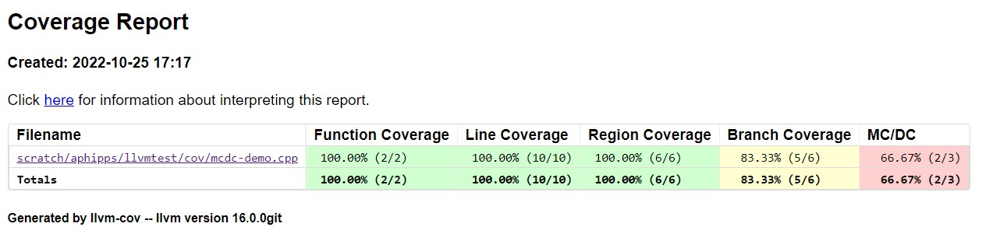 Coverage Report
Created: 2022-10-25 17:17
Click here for information about interpreting this report.
Filename Function Coverage Line Coverage Region Coverage Branch Coverage MC/DC
scratch/aphipps/llvmtest/cov/mcdc-demo.cpp 100.00% (2/2) 100.00% (10/10) 100.00% (6/6) 83.33% (5/6) 66.67% (2/3)
Totals 100.00% (2/2) 100.00% (10/10) 100.00% (6/6) 83.33% (5/6) 66.67% (2/3)
Generated by llvm-cov -- llvm version 16.0.0git